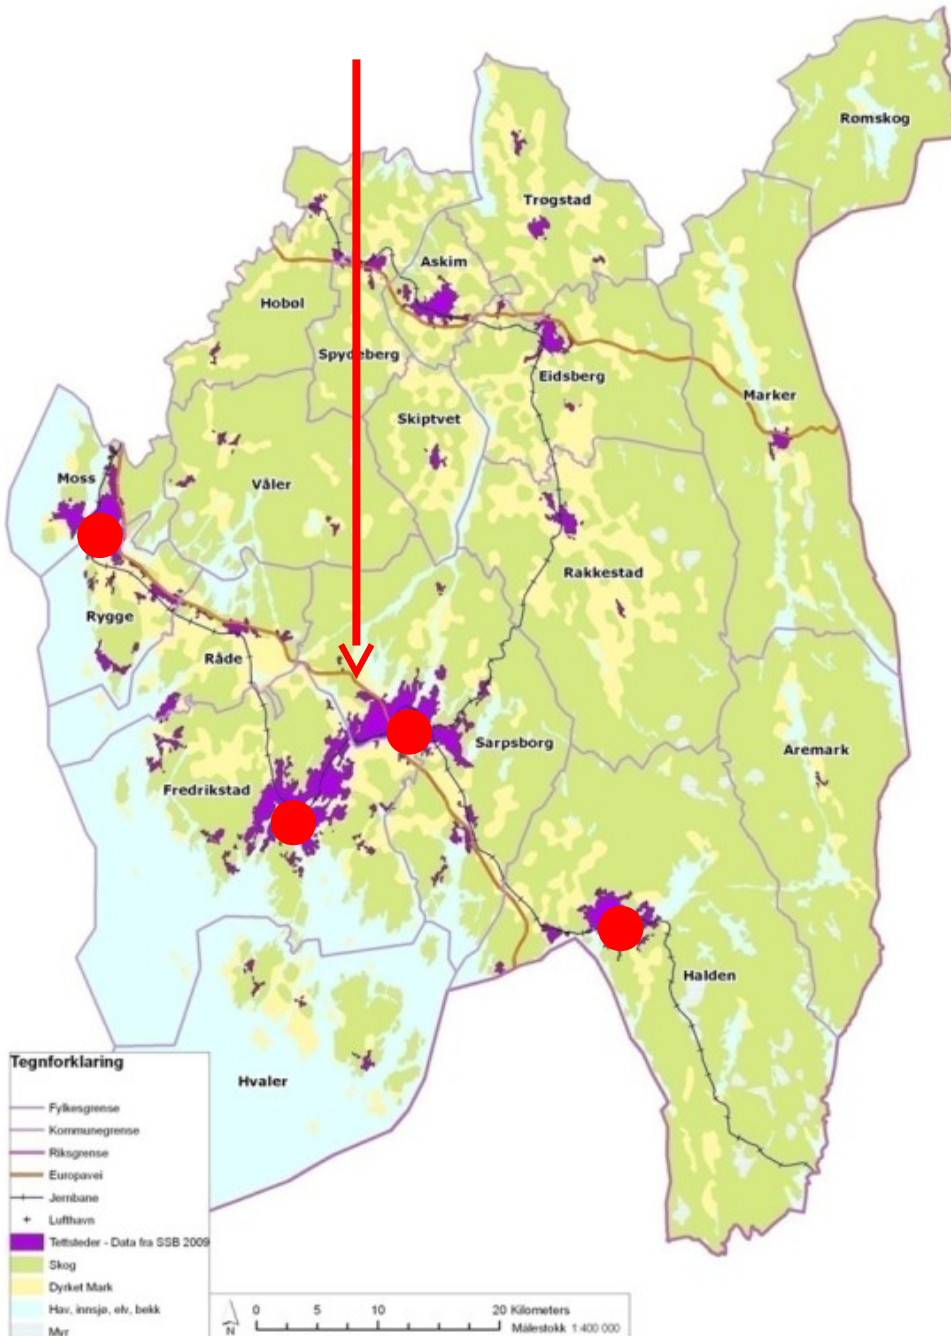 Rømskog
Trøgstad
Askim
Hobøl
Spydeberg
Eidsberg
Marker
Skiptvet
Moss
Våler
Rakkestad
Rygge
Råde
Sarpsborg
Aremark
Fredrikstad
Halden
Hvaler
Tegnforklaring
Fylkesgrense
Kommunegrense
Riksgrense
Europavei
Jernbane
Lufthavn
Tettsteder - Data fra SSB 2009
Skog
Dyrket Mark
Hav, innsjø, elv, bekk
Myr
N
0 5 10 20 Kilometers
Målestokk 1:400 000